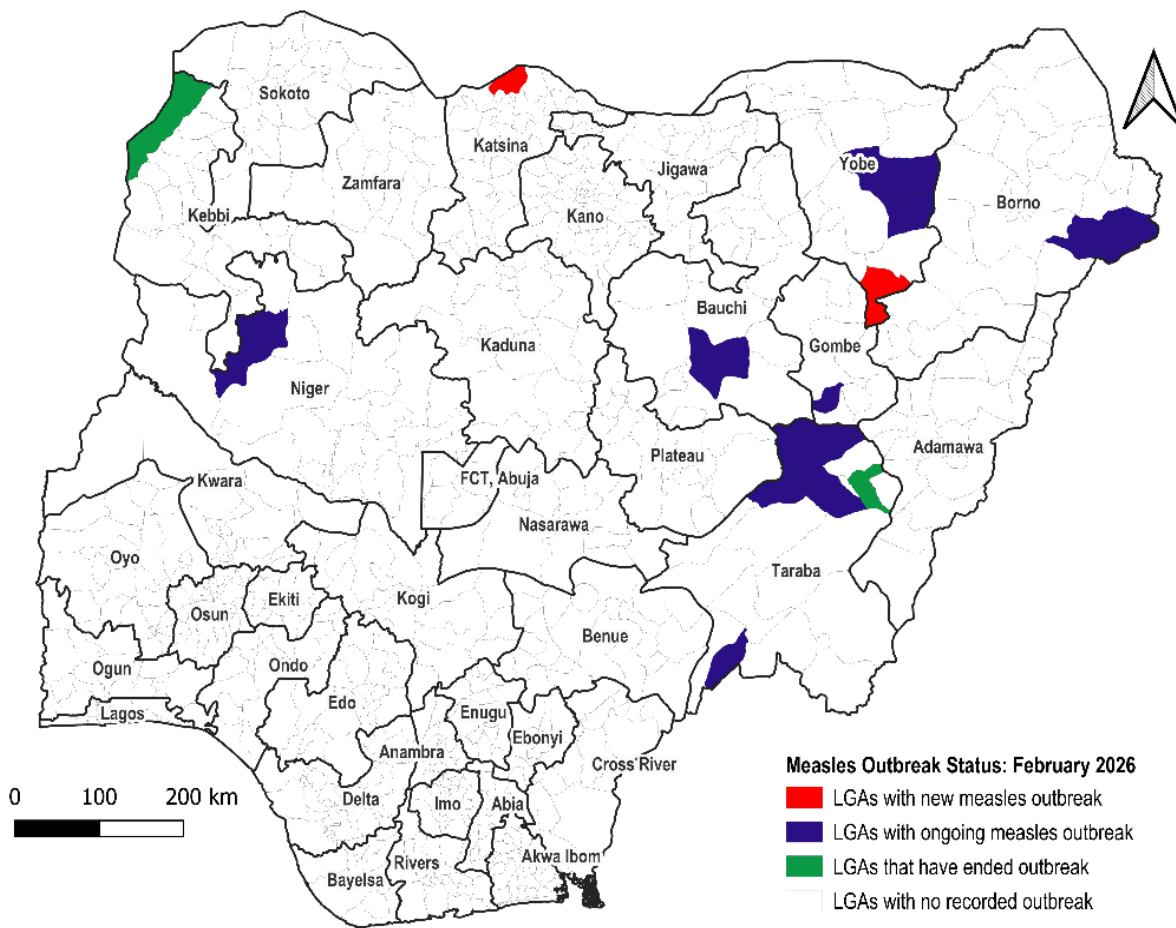 Sokoto
Katsina
Zamfara
Jigawa
Yobe
Kebbi
Kano
Borno
Bauchi
Kaduna
Gombe
Niger
Adamawa
Plateau
FCT, Abuja
Kwara
Nasarawa
Oyo
Taraba
Osun
Ekiti
Kogi
Benue
Ogun
Ondo
Edo
Lagos
Enugu
Ebonyi
Anambra
Cross River
Measles Outbreak Status: February 2026
0 100 200 km
LGAs with new measles outbreak
Delta
Imo
Abia
LGAs with ongoing measles outbreak
Rivers
Akwa Ibom
LGAs that have ended outbreak
Bayelsa
LGAs with no recorded outbreak